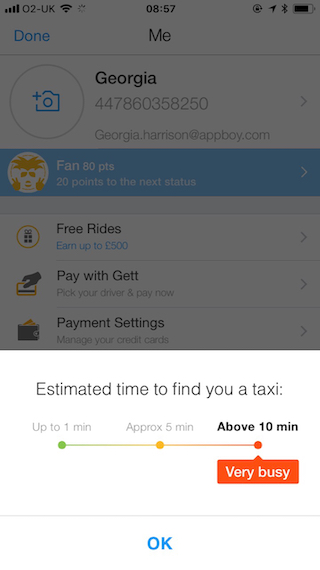 O2-UK 08:57
Done Me
Georgia
447860358250
Georgia.harrison@appboy.com
Fan 80 pts
20 points to the next status
Free Rides
Earn up to £500
Pay with Gett
Pick your driver & pay now
Payment Settings
Manage your credit cards
Estimated time to find you a taxi:
Up to 1 min Approx 5 min Above 10 min
Very busy
OK